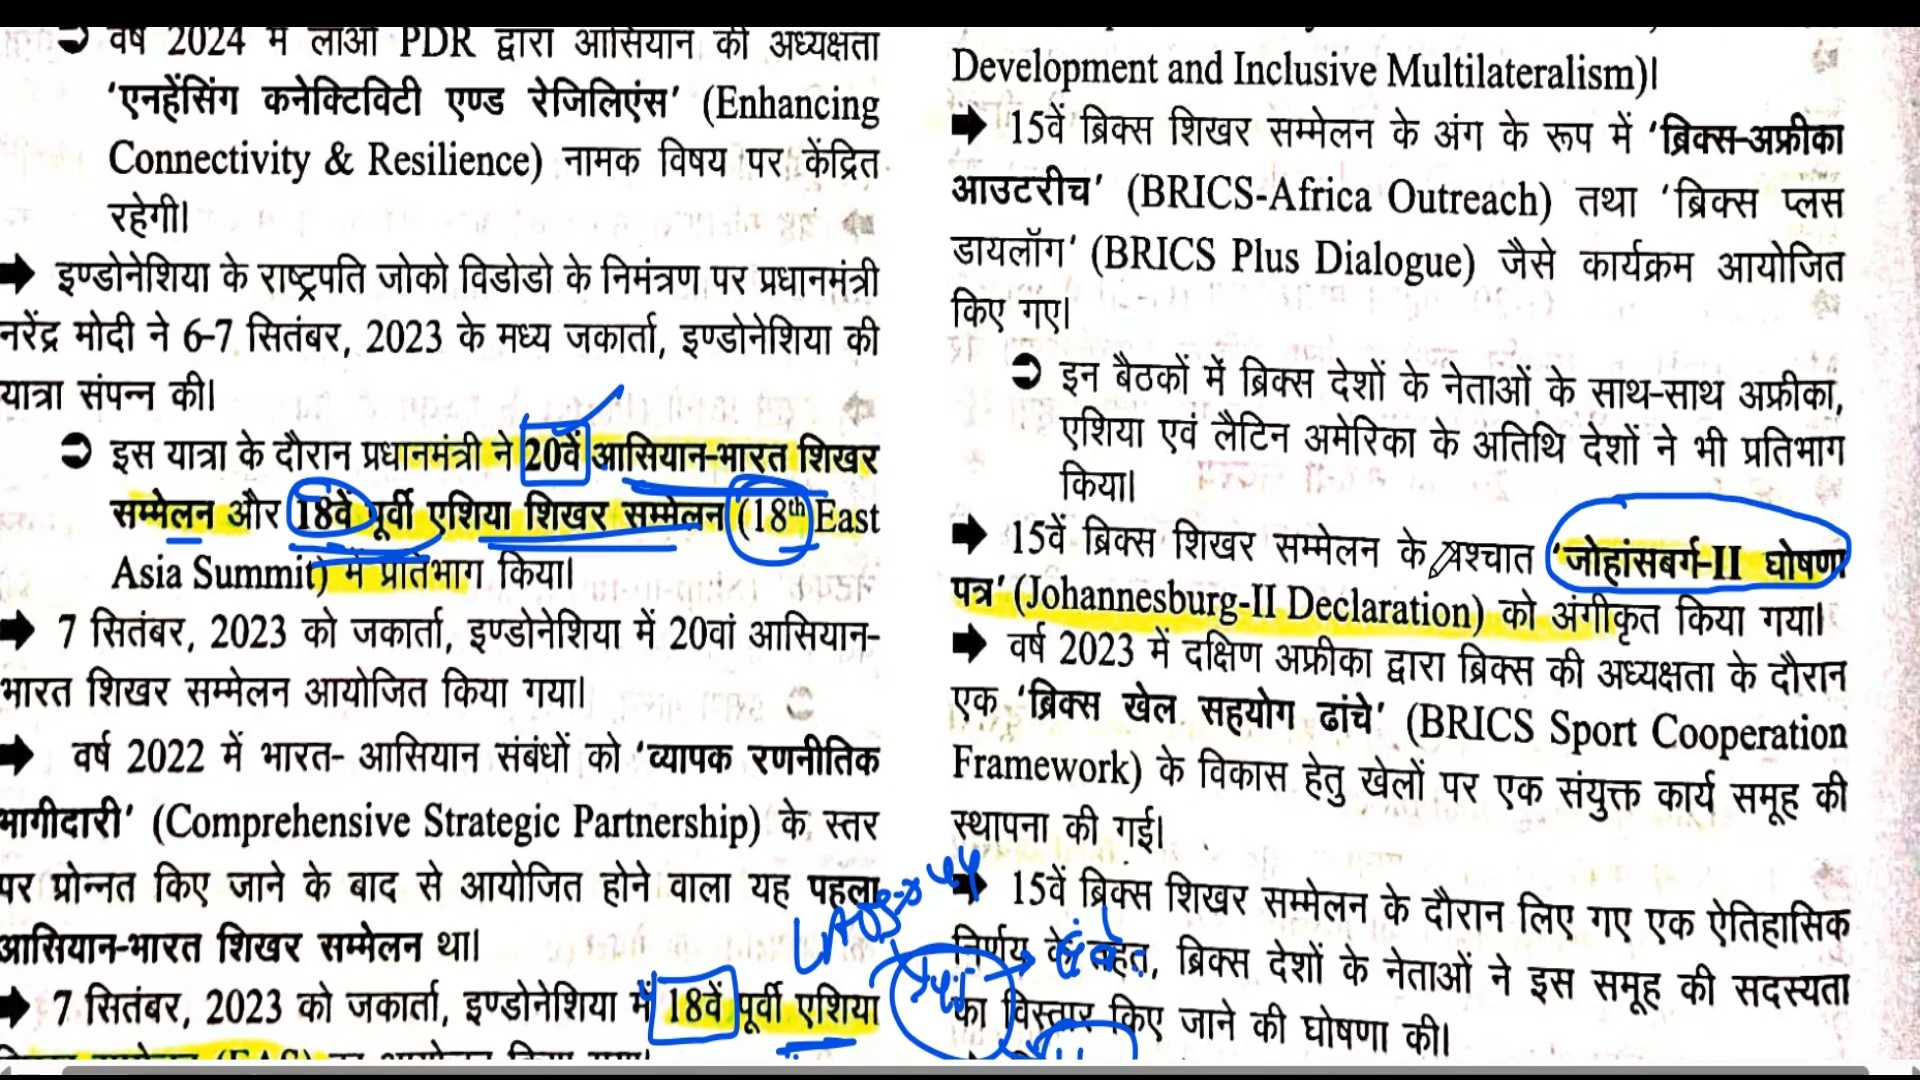 वर्ष 2024 में लाओ PDR द्वारा आसियान की अध्यक्षता
‘एनहेंसिंग कनेक्टिविटी एण्ड रेजिलिएंस’ (Enhancing
Connectivity & Resilience) नामक विषय पर केंद्रित
रहेगी।
➡ इण्डोनेशिया के राष्ट्रपति जोको विडोडो के निमंत्रण पर प्रधानमंत्री
नरेंद्र मोदी ने 6-7 सितंबर, 2023 के मध्य जकार्ता, इण्डोनेशिया की
यात्रा संपन्न की।
इस यात्रा के दौरान प्रधानमंत्री ने 20वें आसियान-भारत शिखर
सम्मेलन और 18वें पूर्वी एशिया शिखर सम्मेलन (18th East
Asia Summit) में प्रतिभाग किया।
➡ 7 सितंबर, 2023 को जकार्ता, इण्डोनेशिया में 20वां आसियान-
भारत शिखर सम्मेलन आयोजित किया गया।
➡ वर्ष 2022 में भारत- आसियान संबंधों को ‘व्यापक रणनीतिक
भागीदारी’ (Comprehensive Strategic Partnership) के स्तर
पर प्रोन्नत किए जाने के बाद से आयोजित होने वाला यह पहला
आसियान-भारत शिखर सम्मेलन था।
➡ 7 सितंबर, 2023 को जकार्ता, इण्डोनेशिया में 18वें पूर्वी एशिया
Development and Inclusive Multilateralism)।
➡ 15वें ब्रिक्स शिखर सम्मेलन के अंग के रूप में ‘ब्रिक्स-अफ्रीका
आउटरीच’ (BRICS-Africa Outreach) तथा ‘ब्रिक्स प्लस
डायलॉग’ (BRICS Plus Dialogue) जैसे कार्यक्रम आयोजित
किए गए।
इन बैठकों में ब्रिक्स देशों के नेताओं के साथ-साथ अफ्रीका,
एशिया एवं लैटिन अमेरिका के अतिथि देशों ने भी प्रतिभाग
किया।
➡ 15वें ब्रिक्स शिखर सम्मेलन के पश्चात ‘जोहांसबर्ग-II घोषणा
पत्र’ (Johannesburg-II Declaration) को अंगीकृत किया गया।
➡ वर्ष 2023 में दक्षिण अफ्रीका द्वारा ब्रिक्स की अध्यक्षता के दौरान
एक ‘ब्रिक्स खेल सहयोग ढांचे’ (BRICS Sport Cooperation
Framework) के विकास हेतु खेलों पर एक संयुक्त कार्य समूह की
स्थापना की गई।
➡ 15वें ब्रिक्स शिखर सम्मेलन के दौरान लिए गए एक ऐतिहासिक
निर्णय के तहत, ब्रिक्स देशों के नेताओं ने इस समूह की सदस्यता
का विस्तार किए जाने की घोषणा की।
LAOS